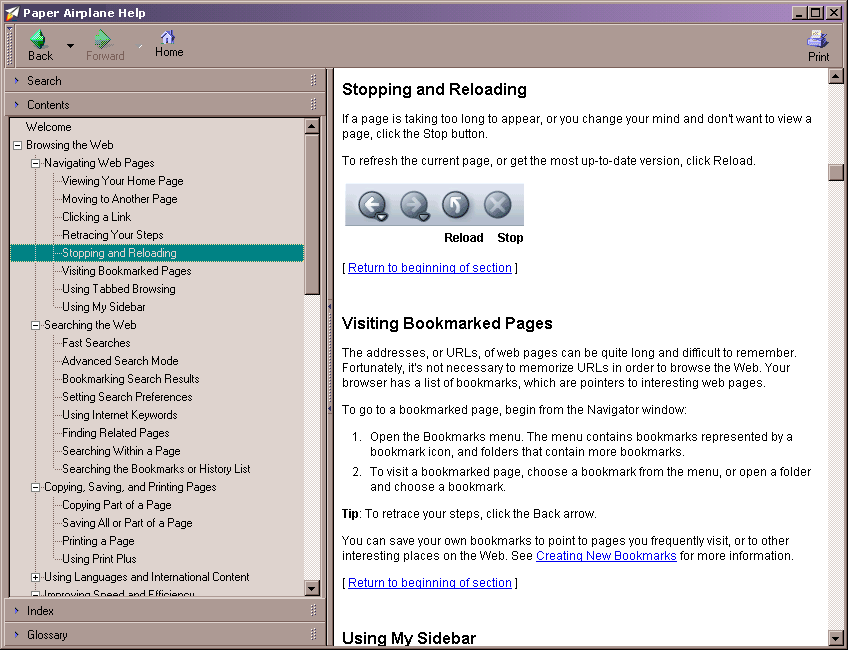 Paper Airplane Help
Back
Forward
Home
Print
Search
Contents
Welcome
Browsing the Web
Navigating Web Pages
Viewing Your Home Page
Moving to Another Page
Clicking a Link
Retracing Your Steps
Stopping and Reloading
Visiting Bookmarked Pages
Using Tabbed Browsing
Using My Sidebar
Searching the Web
Fast Searches
Advanced Search Mode
Bookmarking Search Results
Setting Search Preferences
Using Internet Keywords
Finding Related Pages
Searching Within a Page
Searching the Bookmarks or History List
Copying, Saving, and Printing Pages
Copying Part of a Page
Saving All or Part of a Page
Printing a Page
Using Print Plus
Using Languages and International Content
Improving Speed and Efficiency
Index
Glossary
Stopping and Reloading
If a page is taking too long to appear, or you change your mind and don't want to view a
page, click the Stop button.
To refresh the current page, or get the most up-to-date version, click Reload.
Reload Stop
[ Return to beginning of section ]
Visiting Bookmarked Pages
The addresses, or URLs, of web pages can be quite long and difficult to remember.
Fortunately, it's not necessary to memorize URLs in order to browse the Web. Your
browser has a list of bookmarks, which are pointers to interesting web pages.
To go to a bookmarked page, begin from the Navigator window:
1. Open the Bookmarks menu. The menu contains bookmarks represented by a
bookmark icon, and folders that contain more bookmarks.
2. To visit a bookmarked page, choose a bookmark from the menu, or open a folder
and choose a bookmark.
Tip: To retrace your steps, click the Back arrow.
You can save your own bookmarks to point to pages you frequently visit, or to other
interesting places on the Web. See Creating New Bookmarks for more information.
[ Return to beginning of section ]
Using My Sidebar